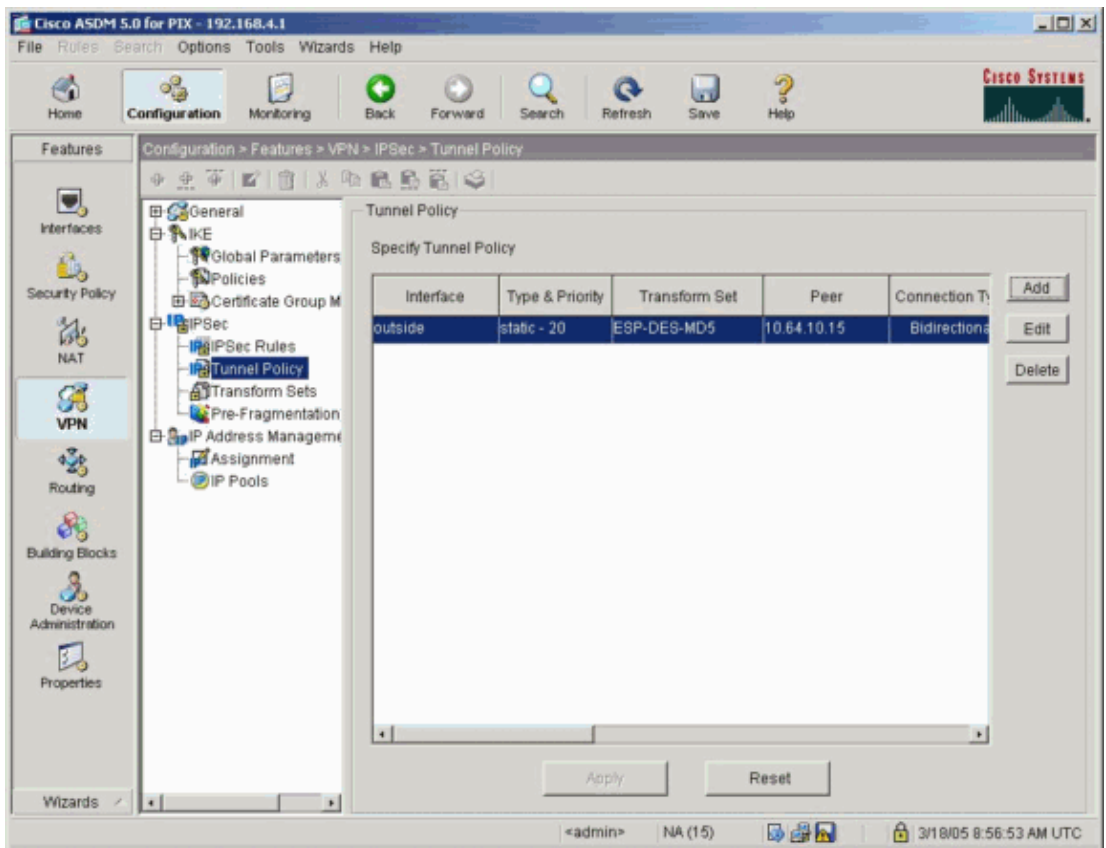 Cisco ASDM 5.0 for PIX - 192.168.4.1
File Rules Search Options Tools Wizards Help
Home Configuration Monitoring Back Forward Search Refresh Save Help
CISCO SYSTEMS
Features
Configuration > Features > VPN > IPSec > Tunnel Policy
Interfaces
Security Policy
NAT
VPN
Routing
Building Blocks
Device
Administration
Properties
Wizards
General
IKE
Global Parameters
Policies
Certificate Group M
IPSec
IPSec Rules
Tunnel Policy
Transform Sets
Pre-Fragmentation
IP Address Manageme
Assignment
IP Pools
Tunnel Policy
Specify Tunnel Policy
Interface Type & Priority Transform Set Peer Connection Ty
outside static - 20 ESP-DES-MD5 10.64.10.15 Bidirectiona
Add
Edit
Delete
Apply Reset
<admin> NA (15) 3/18/05 8:56:53 AM UTC